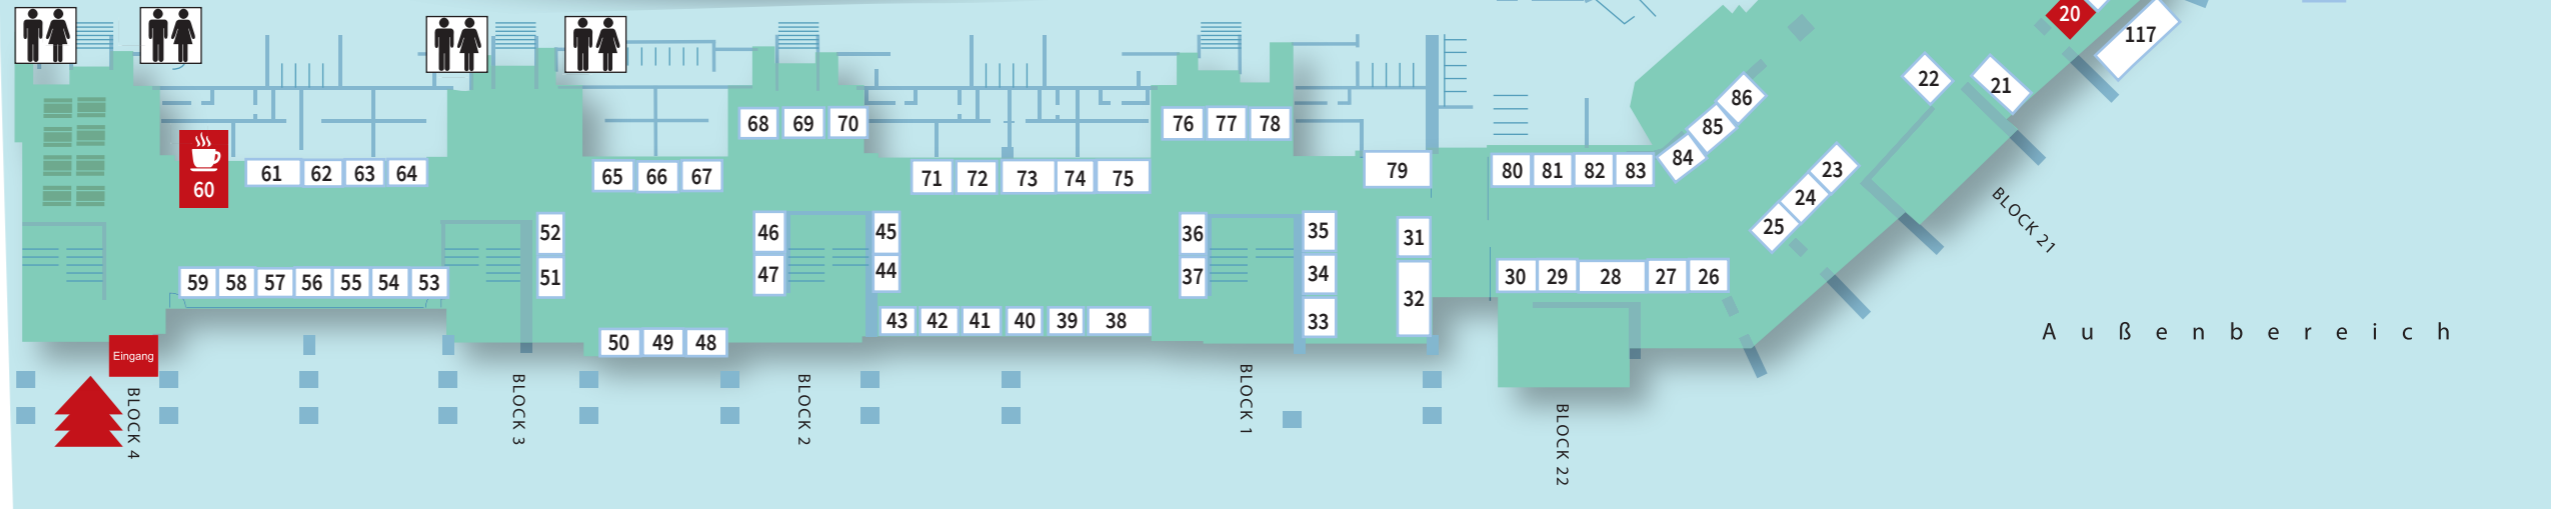 20
117
22
21
86
85
84
68 69 70
76 77 78
61 62 63 64
60
65 66 67
71 72 73 74 75
79
80 81 82 83
23
24
25
52
51
46
47
45
44
36
37
35
34
33
31
32
59 58 57 56 55 54 53
30 29 28 27 26
43 42 41 40 39 38
50 49 48
Eingang
BLOCK 4
BLOCK 3
BLOCK 2
BLOCK 1
BLOCK 22
BLOCK 21
Außenbereich